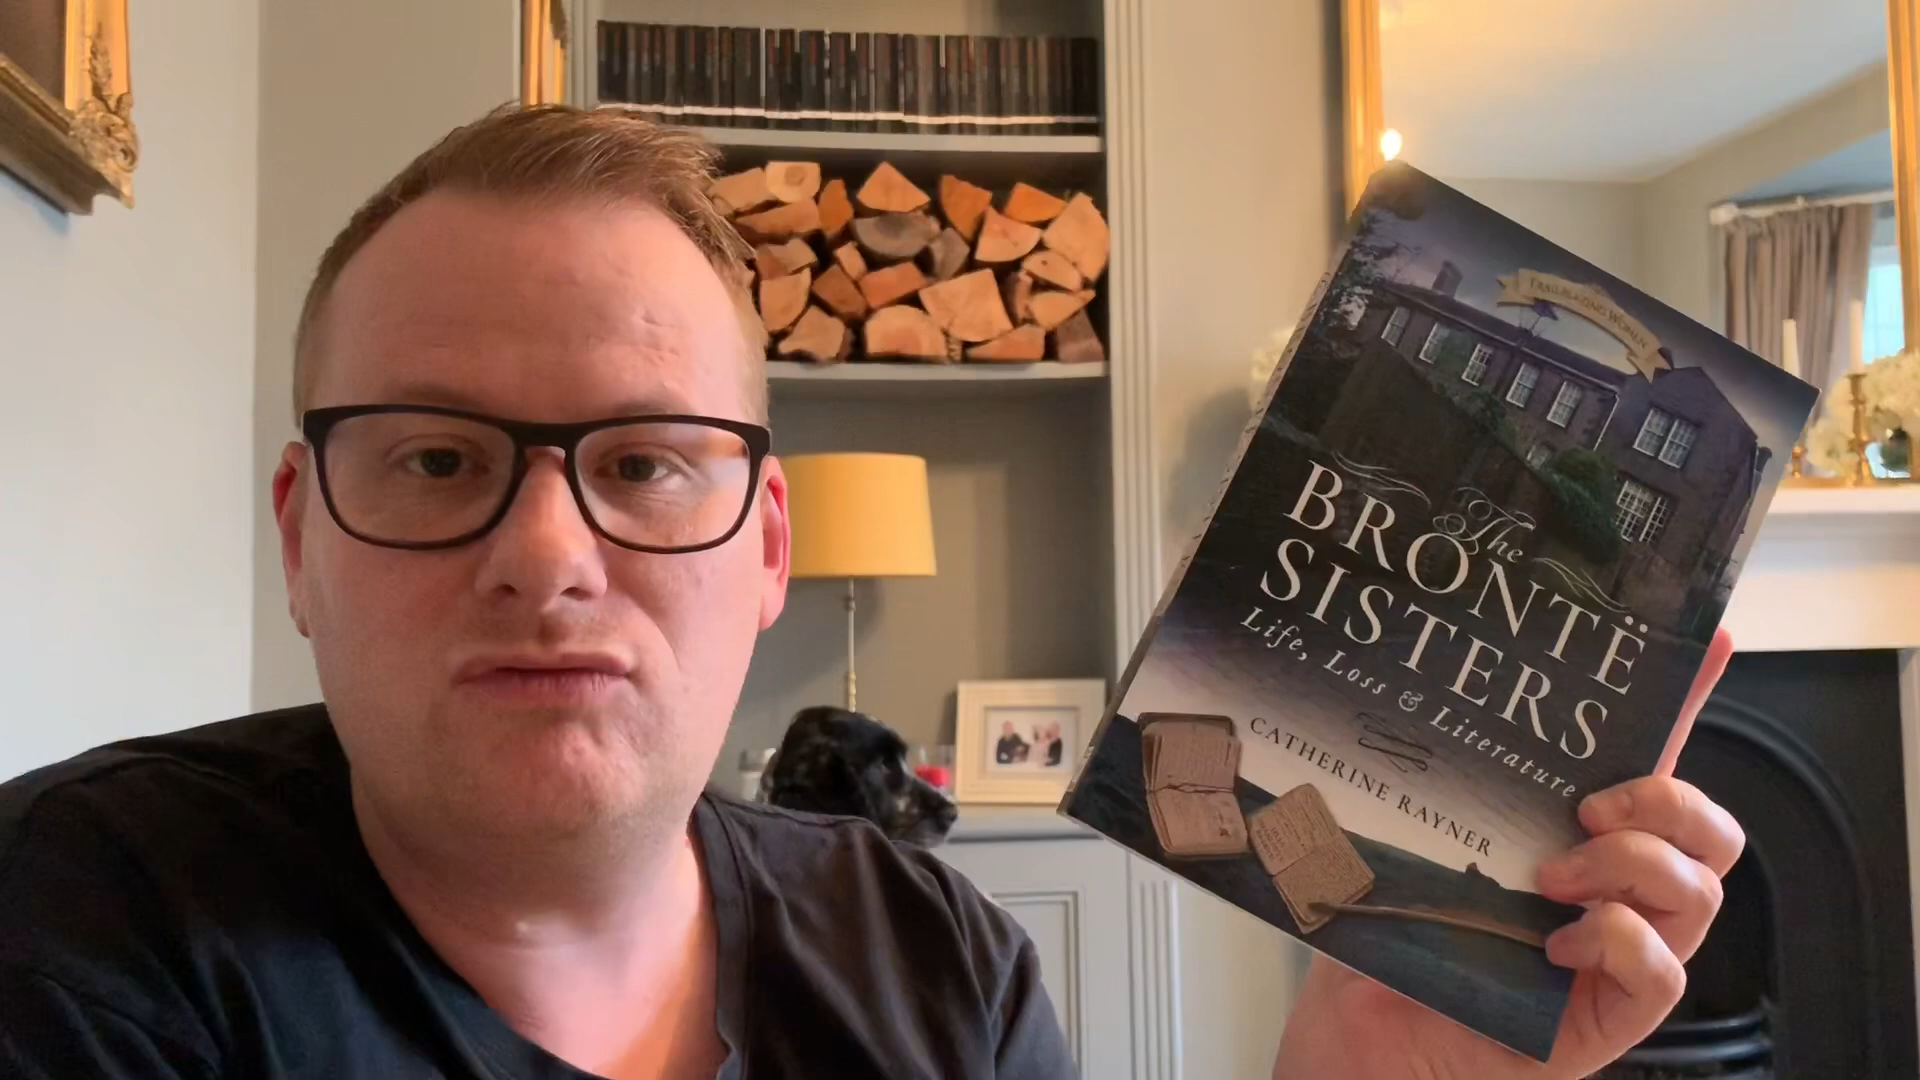 TRAILBLAZING WOMEN
The
BRONTË
SISTERS
Life, Loss & Literature
CATHERINE RAYNER